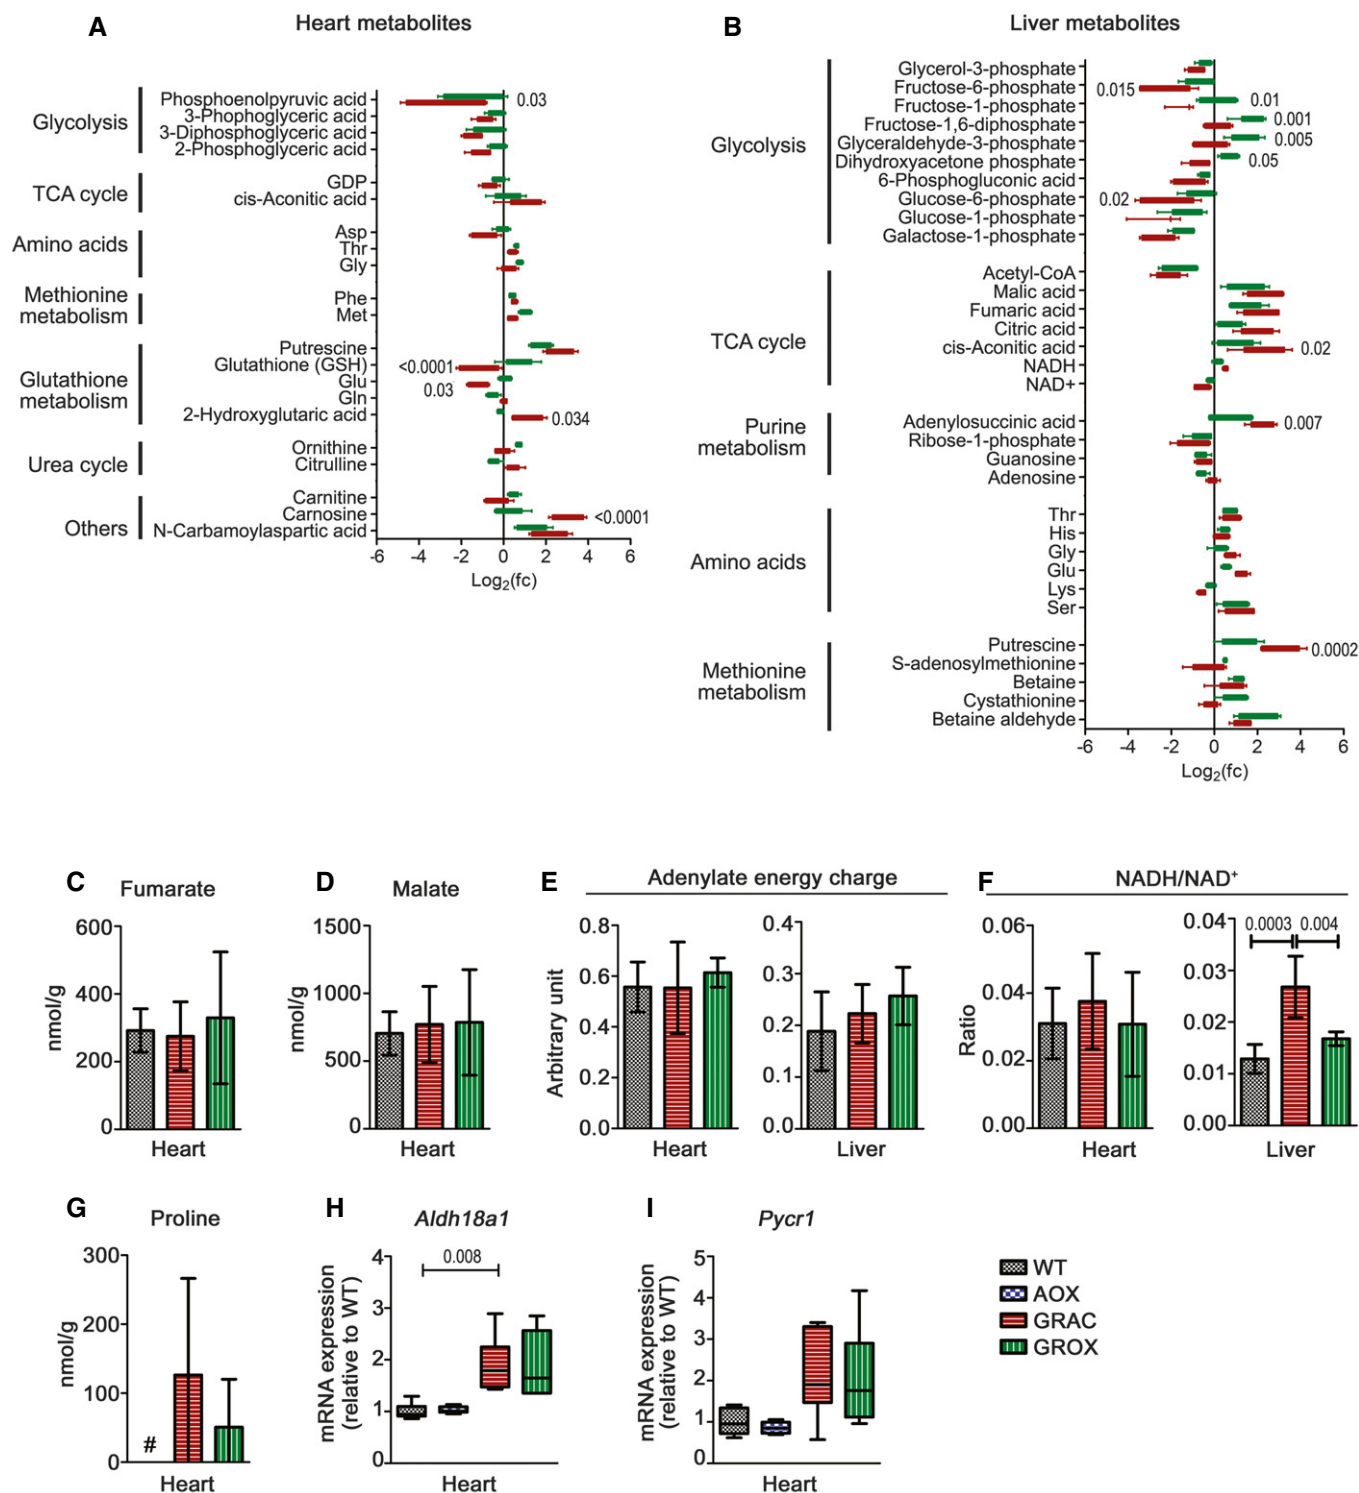 A
Heart metabolites
Glycolysis
Phosphoenolpyruvic acid
0.03
3-Phophoglyceric acid
3-Diphosphoglyceric acid
2-Phosphoglyceric acid
TCA cycle
GDP
cis-Aconitic acid
Amino acids
Asp
Thr
Gly
Methionine
metabolism
Phe
Met
Glutathione
metabolism
Putrescine
Glutathione (GSH)
<0.0001
Glu
0.03
Gln
2-Hydroxyglutaric acid
0.034
Urea cycle
Ornithine
Citrulline
Others
Carnitine
Carnosine
<0.0001
N-Carbamoylaspartic acid
-6 -4 -2 0 2 4 6
Log2(fc)
B
Liver metabolites
Glycolysis
Glycerol-3-phosphate
Fructose-6-phosphate
0.015
Fructose-1-phosphate
0.01
Fructose-1,6-diphosphate
0.001
Glyceraldehyde-3-phosphate
0.005
Dihydroxyacetone phosphate
0.05
6-Phosphogluconic acid
Glucose-6-phosphate
0.02
Glucose-1-phosphate
Galactose-1-phosphate
TCA cycle
Acetyl-CoA
Malic acid
Fumaric acid
Citric acid
cis-Aconitic acid
0.02
NADH
NAD+
Purine
metabolism
Adenylosuccinic acid
0.007
Ribose-1-phosphate
Guanosine
Adenosine
Amino acids
Thr
His
Gly
Glu
Lys
Ser
Methionine
metabolism
Putrescine
0.0002
S-adenosylmethionine
Betaine
Cystathionine
Betaine aldehyde
-6 -4 -2 0 2 4 6
Log2(fc)
C
Fumarate
nmol/g
600
400
200
0
Heart
D
Malate
nmol/g
1500
1000
500
0
Heart
E
Adenylate energy charge
Arbitrary unit
0.8
0.6
0.4
0.2
0.0
Heart
0.4
0.3
0.2
0.1
0.0
Liver
F
NADH/NAD+
Ratio
0.06
0.04
0.02
0.00
Heart
0.04
0.03
0.02
0.01
0.00
0.0003 0.004
Liver
G
Proline
nmol/g
300
200
100
0
#
Heart
H
Aldh18a1
mRNA expression
(relative to WT)
4
3
2
1
0
0.008
Heart
I
Pycr1
mRNA expression
(relative to WT)
5
4
3
2
1
0
Heart
WT
AOX
GRAC
GROX